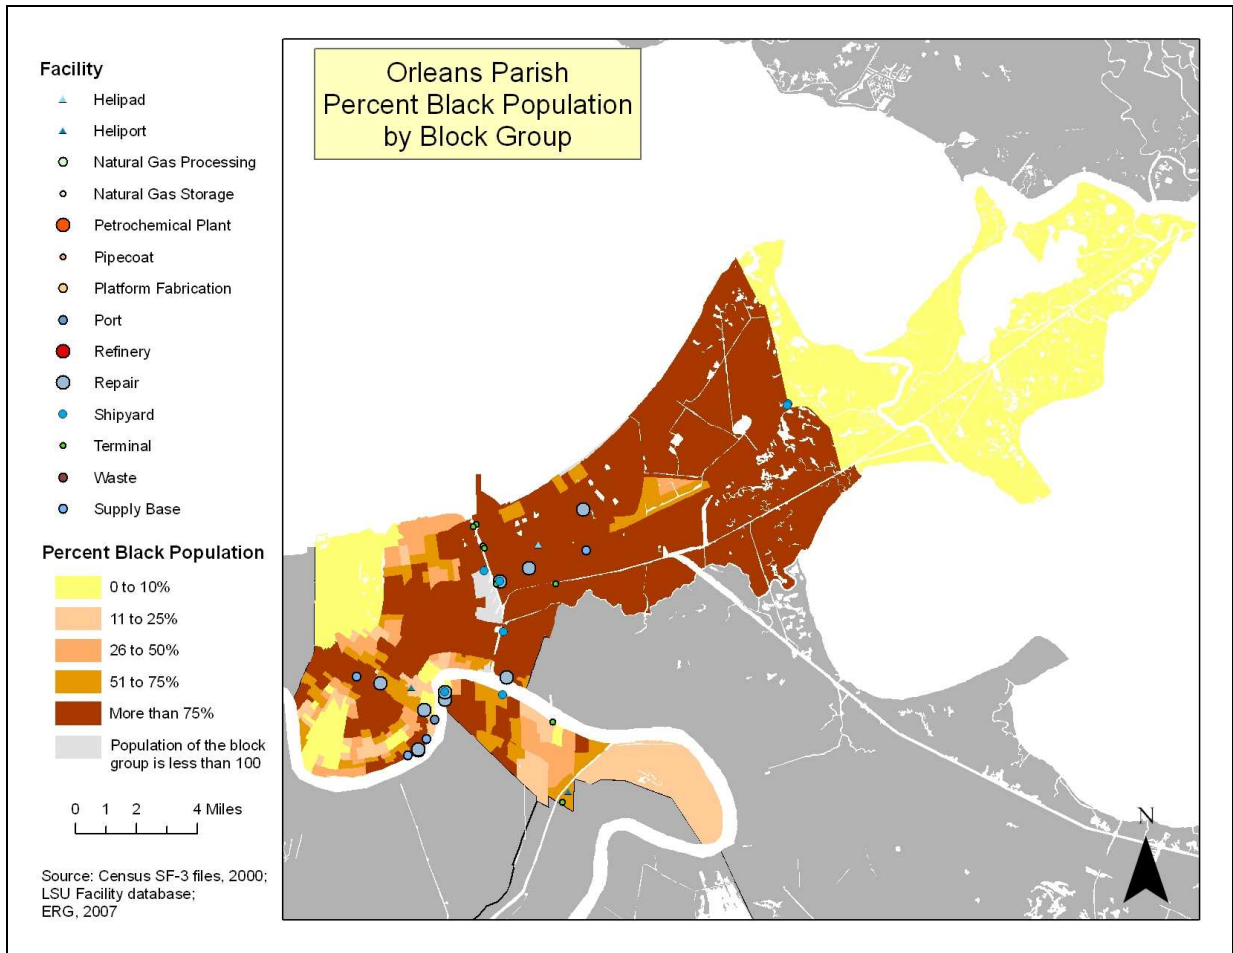 Orleans Parish
Percent Black Population
by Block Group
Facility
Helipad
Heliport
Natural Gas Processing
Natural Gas Storage
Petrochemical Plant
Pipecoat
Platform Fabrication
Port
Refinery
Repair
Shipyard
Terminal
Waste
Supply Base
Percent Black Population
0 to 10%
11 to 25%
26 to 50%
51 to 75%
More than 75%
Population of the block
group is less than 100
0 1 2 4 Miles
Source: Census SF-3 files, 2000;
LSU Facility database;
ERG, 2007
N